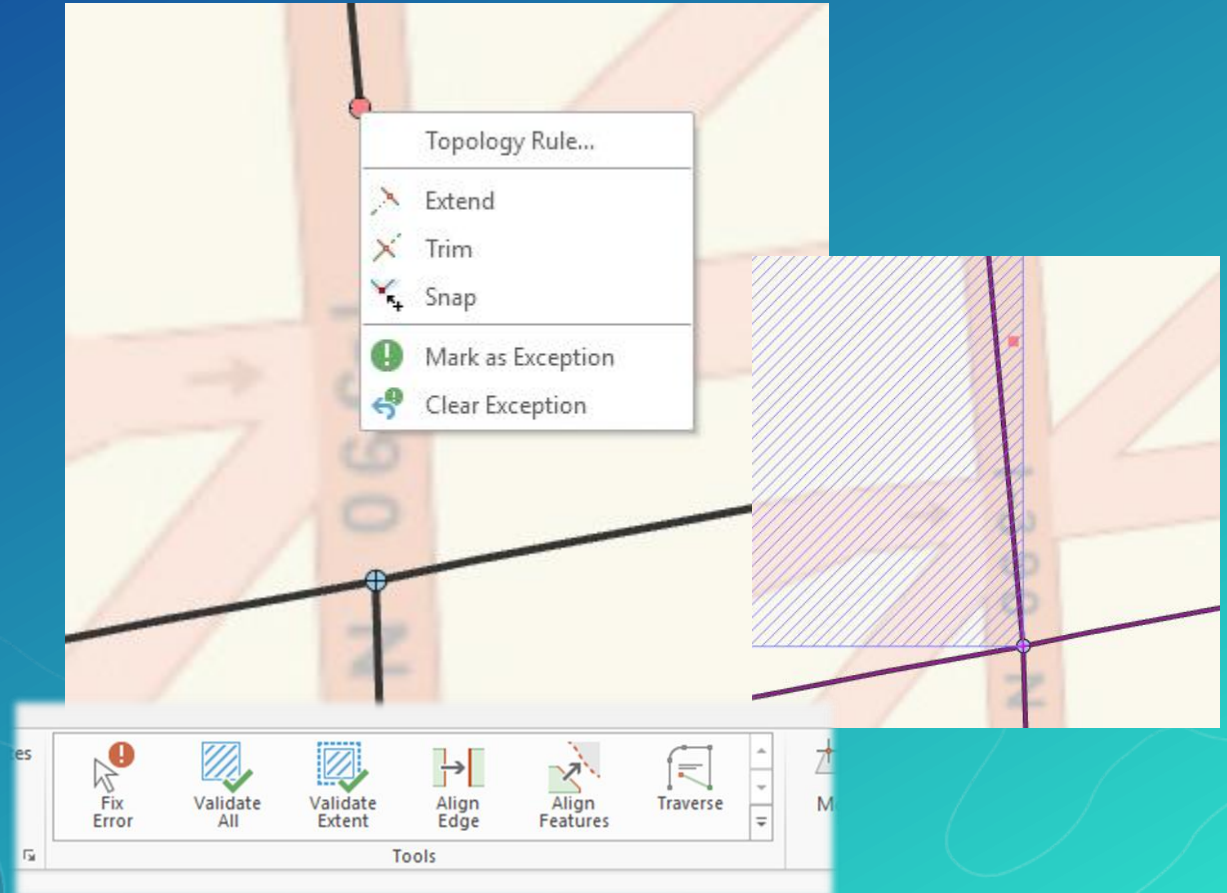 Topology Rule...
Extend
Trim
Snap
Mark as Exception
Clear Exception
N
N
es
Fix
Error
Validate
All
Validate
Extent
Align
Edge
Align
Features
Traverse
M
Tools